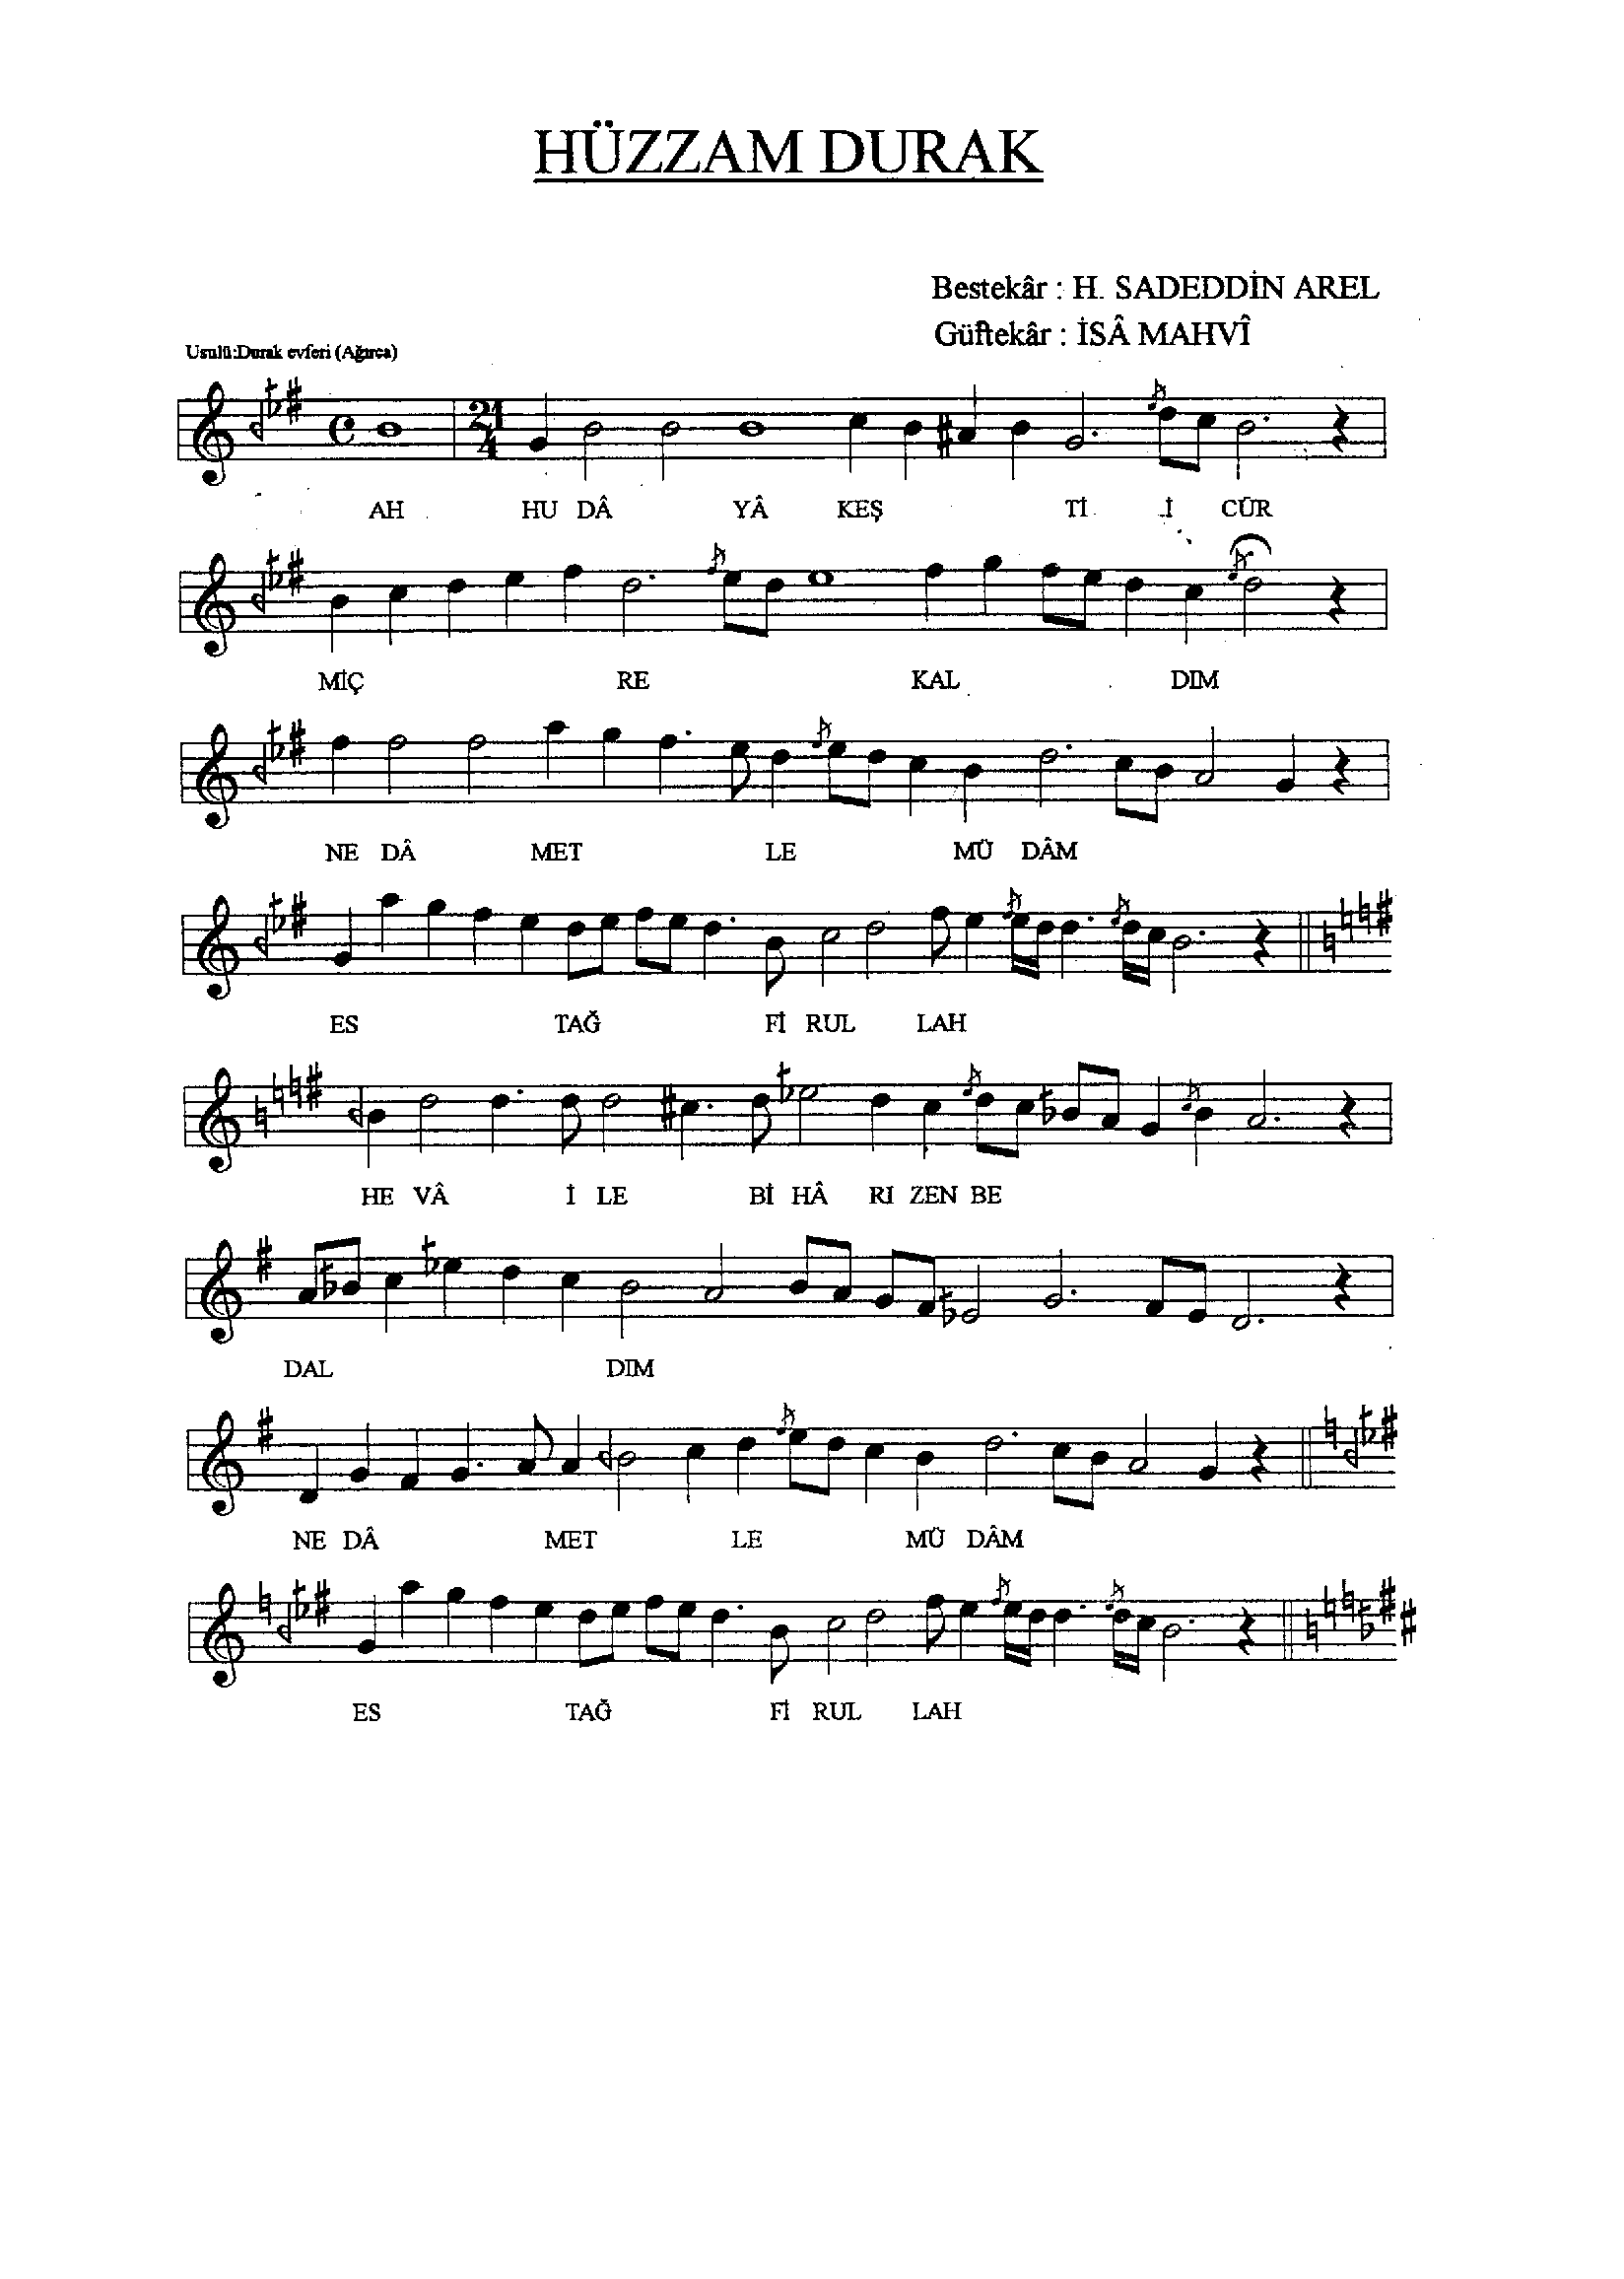 HÜZZAM DURAK
Bestekâr : H. SADEDDİN AREL
Güftekâr : İSÂ MAHVÎ
Usulü:Durak evferi (Ağırca)
21
4
AH HU DÂ YÂ KEŞ Tİ İ CÜR
MİÇ RE KAL DIM
NE DÂ MET LE MÜ DÂM
ES TAĞ Fİ RUL LAH
HE VÂ İ LE Bİ HÂ RI ZEN BE
DAL DIM
NE DÂ MET LE MÜ DÂM
ES TAĞ Fİ RUL LAH